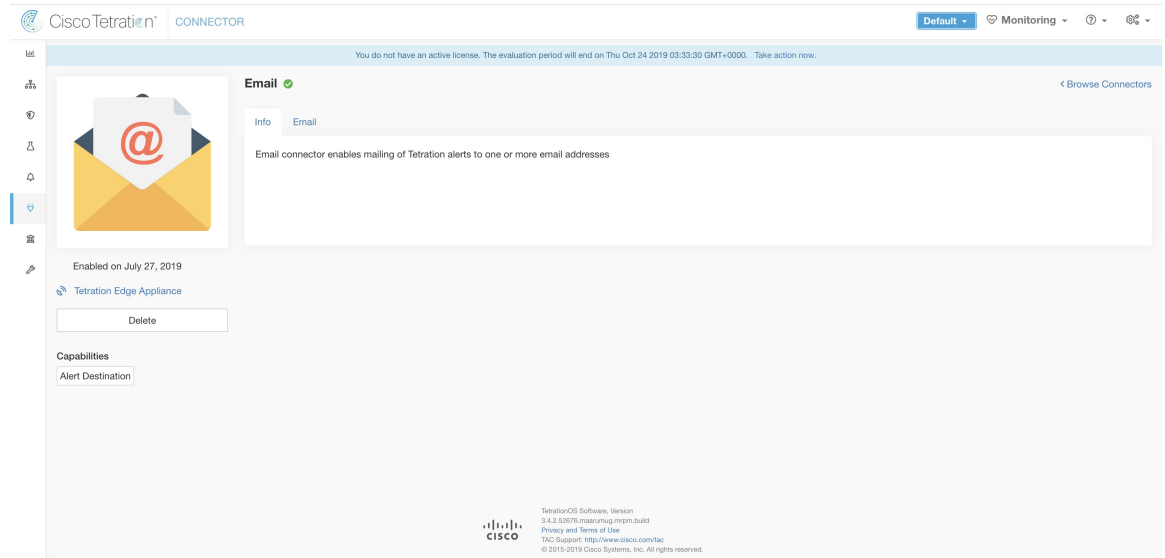 Cisco Tetration™ CONNECTOR
Default Monitoring
You do not have an active license. The evaluation period will end on Thu Oct 24 2019 03:33:30 GMT+0000. Take action now.
Email
Browse Connectors
Info Email
@
Email connector enables mailing of Tetration alerts to one or more email addresses
Enabled on July 27, 2019
Tetration Edge Appliance
Delete
Capabilities
Alert Destination
CISCO
TetrationOS Software, Version
3.4.2.52676.maarumug.mrpm.build
Privacy and Terms of Use
TAC Support: http://www.cisco.com/tac
© 2015-2019 Cisco Systems, Inc. All rights reserved.